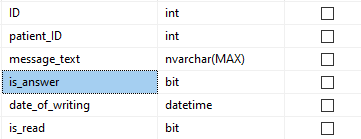 ID int
patient_ID int
message_text nvarchar(MAX)
is_answer bit
date_of_writing datetime
is_read bit